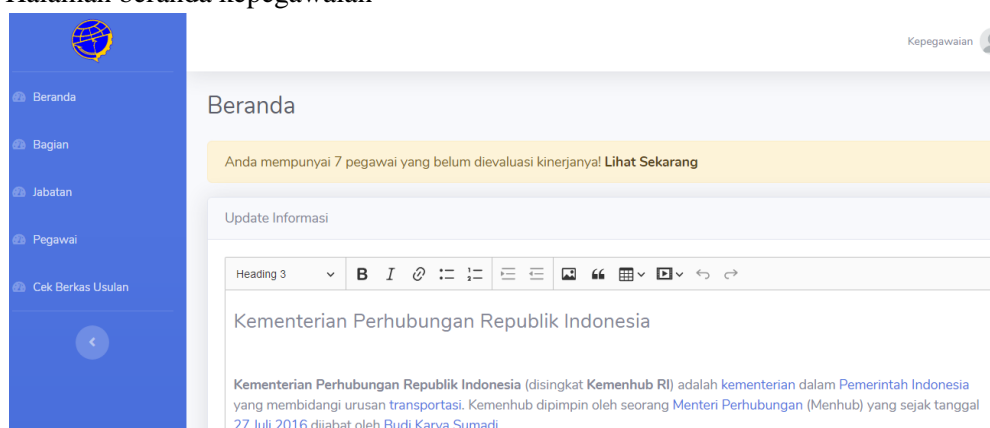 Halaman beranda kepegawaian
Kepegawaian
Beranda
Bagian
Jabatan
Pegawai
Cek Berkas Usulan
Beranda
Anda mempunyai 7 pegawai yang belum dievaluasi kinerjanya! Lihat Sekarang
Update Informasi
Heading 3
Kementerian Perhubungan Republik Indonesia
Kementerian Perhubungan Republik Indonesia (disingkat Kemenhub RI) adalah kementerian dalam Pemerintah Indonesia
yang membidangi urusan transportasi. Kemenhub dipimpin oleh seorang Menteri Perhubungan (Menhub) yang sejak tanggal
27 Juli 2016 dijabat oleh Budi Karya Sumadi.